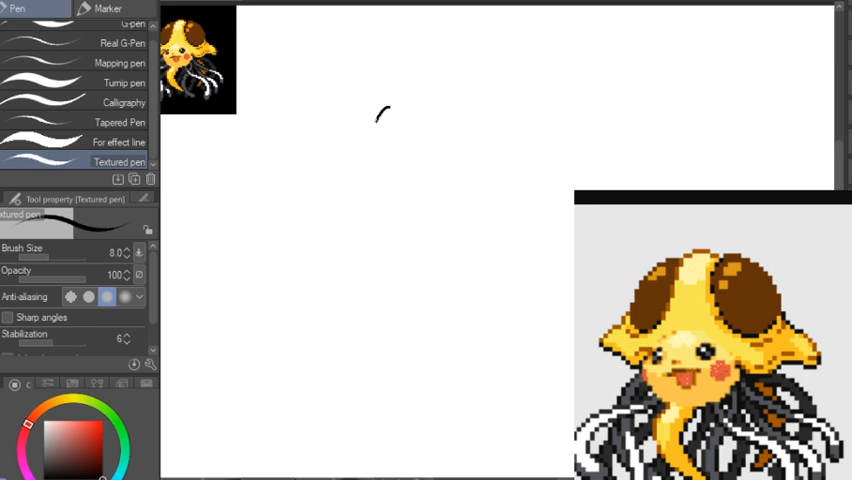 Pen
Marker
G-pen
Real G-Pen
Mapping pen
Turnip pen
Calligraphy
Tapered Pen
For effect line
Textured pen
Tool property [Textured pen]
extured pen
Brush Size
8.0
Opacity
100
Anti-aliasing
Sharp angles
Stabilization
6